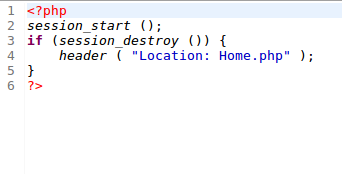 1 <?php
2 session_start ();
3 if (session_destroy ()) {
4     header ( "Location: Home.php" );
5 }
6 ?>